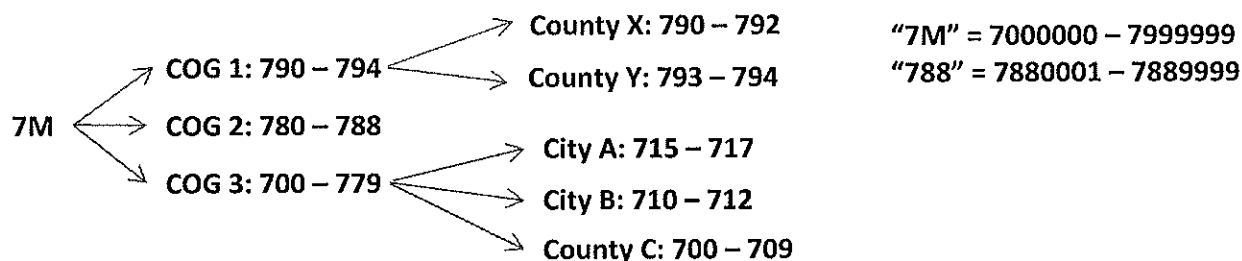 7M
COG 1: 790 – 794
COG 2: 780 – 788
COG 3: 700 – 779
County X: 790 – 792
County Y: 793 – 794
City A: 715 – 717
City B: 710 – 712
County C: 700 – 709
“7M” = 7000000 – 7999999
“788” = 7880001 – 7889999